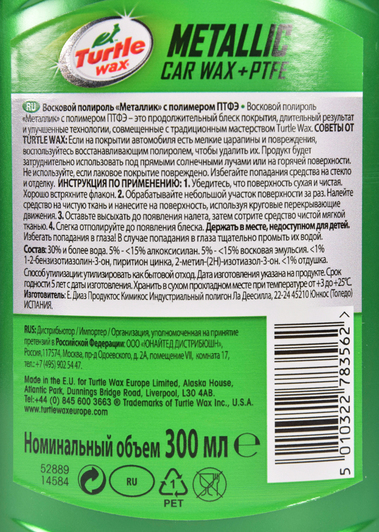 Turtle
WAX®
METALLIC
CAR WAX + PTFE
RU Восковой полироль «Металлик» с полимером ПТФЭ • Восковой полироль
«Металлик» с полимером ПТФЭ – это продолжительный блеск покрытия, длительный результат
и улучшенные технологии, совмещенные с традиционным мастерством Turtle Wax. СОВЕТЫ ОТ
TURTLE WAX: Если на покрытии автомобиля есть мелкие царапины и повреждения,
воспользуйтесь восстанавливающим полиролем, чтобы удалить их. Продукт будет
затруднительно использовать под прямыми солнечными лучами или на горячей поверхности.
Не используйте, если лаковое покрытие повреждено. Избегайте попадания средства на стекло
и отделку. ИНСТРУКЦИЯ ПО ПРИМЕНЕНИЮ: 1. Убедитесь, что поверхность сухая и чистая.
Хорошо встряхните флакон. 2. Обрабатывайте небольшой участок поверхности за раз. Налейте
средство на чистую ткань и нанесите на поверхность, используя круговые перекрывающие
движения. 3. Оставьте высыхать до появления налета, затем сотрите средство чистой мягкой
тканью. 4. Слегка отполируйте до появления блеска. Держать в месте, недоступном для детей.
Избегать попадания в глаза! В случае попадания в глаза тщательно промыть их водой.
Состав: 30% и более вода. 5% - <15% алкоксисилан. 5% - <15% восковая эмульсия. <1%
1-2-бензизотиазолин-3-он, пиритион цинка, 2-метил-(2H)-изотиазол-3-он. <1% отдушка.
Способ утилизации: утилизировать как бытовой отход. Дата изготовления указана на продукте. Срок
годности 5 лет с даты изготовления. Хранить в сухом прохладном месте при температуре от +3 до +25°C.
Изготовитель: Е. Диаз Продуктос Кимикос Индустриальный полигон Ла Деесилла, 22-24 45210 Юнкос (Толедо)
ИСПАНИЯ.
RUS: Дистрибьютор / Импортер / Организация, уполномоченная на принятие
претензий в Российской Федерации: ООО «ЮНАЙТЕД ДИСТРИБЬЮШН»,
Россия,117574, Москва, пр-д Одоевского, д. 2А, помещение VII, комната 17,
тел.: +7 (495) 902 54 47.
Made in the E.U. for Turtle Wax Europe Limited, Alaska House,
Atlantic Park, Dunnings Bridge Road, Liverpool, L30 4AB.
Tel:+44 (0) 845 600 3663 ® Trademarks of Turtle Wax Inc., U.S.A.
www.turtlewaxeurope.com
Номинальный объем 300 мл e
52889
14584
RU
1
PET
5 010322 783562 >